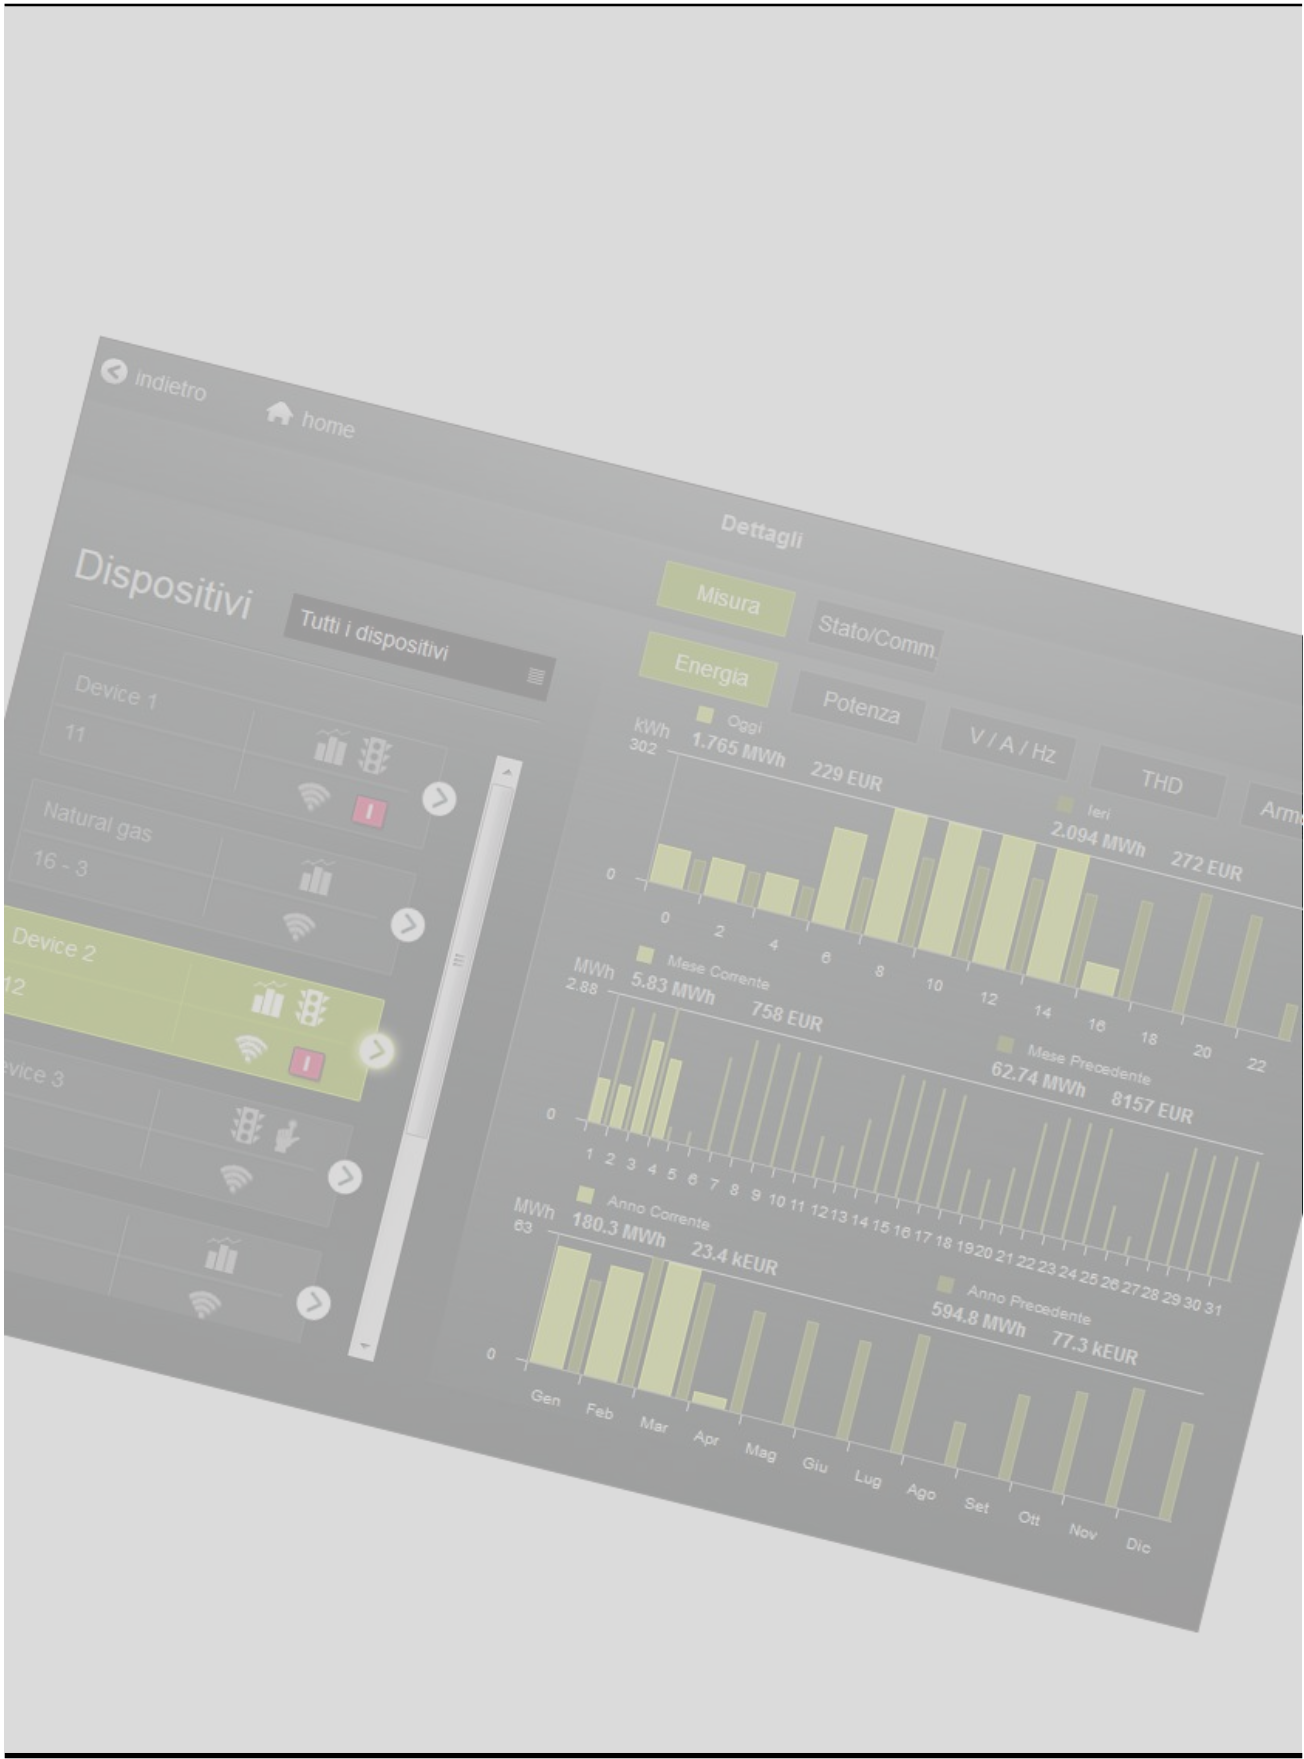 indietro
home
Dettagli
Dispositivi
Tutti i dispositivi
Device 1
11
Natural gas
16 - 3
Device 2
12
evice 3
Misura
Stato/Comm.
Energia
Potenza
V / A / Hz
THD
Armo
kWh
302
Oggi
1.765 MWh 229 EUR
Ieri
2.094 MWh 272 EUR
0
0 2 4 6 8 10 12 14 16 18 20 22
MWh
2.88
Mese Corrente
5.83 MWh 758 EUR
Mese Precedente
62.74 MWh 8157 EUR
0
1 2 3 4 5 6 7 8 9 10 11 12 13 14 15 16 17 18 19 20 21 22 23 24 25 26 27 28 29 30 31
MWh
63
Anno Corrente
180.3 MWh 23.4 kEUR
Anno Precedente
594.8 MWh 77.3 kEUR
0
Gen Feb Mar Apr Mag Giu Lug Ago Set Ott Nov Dic